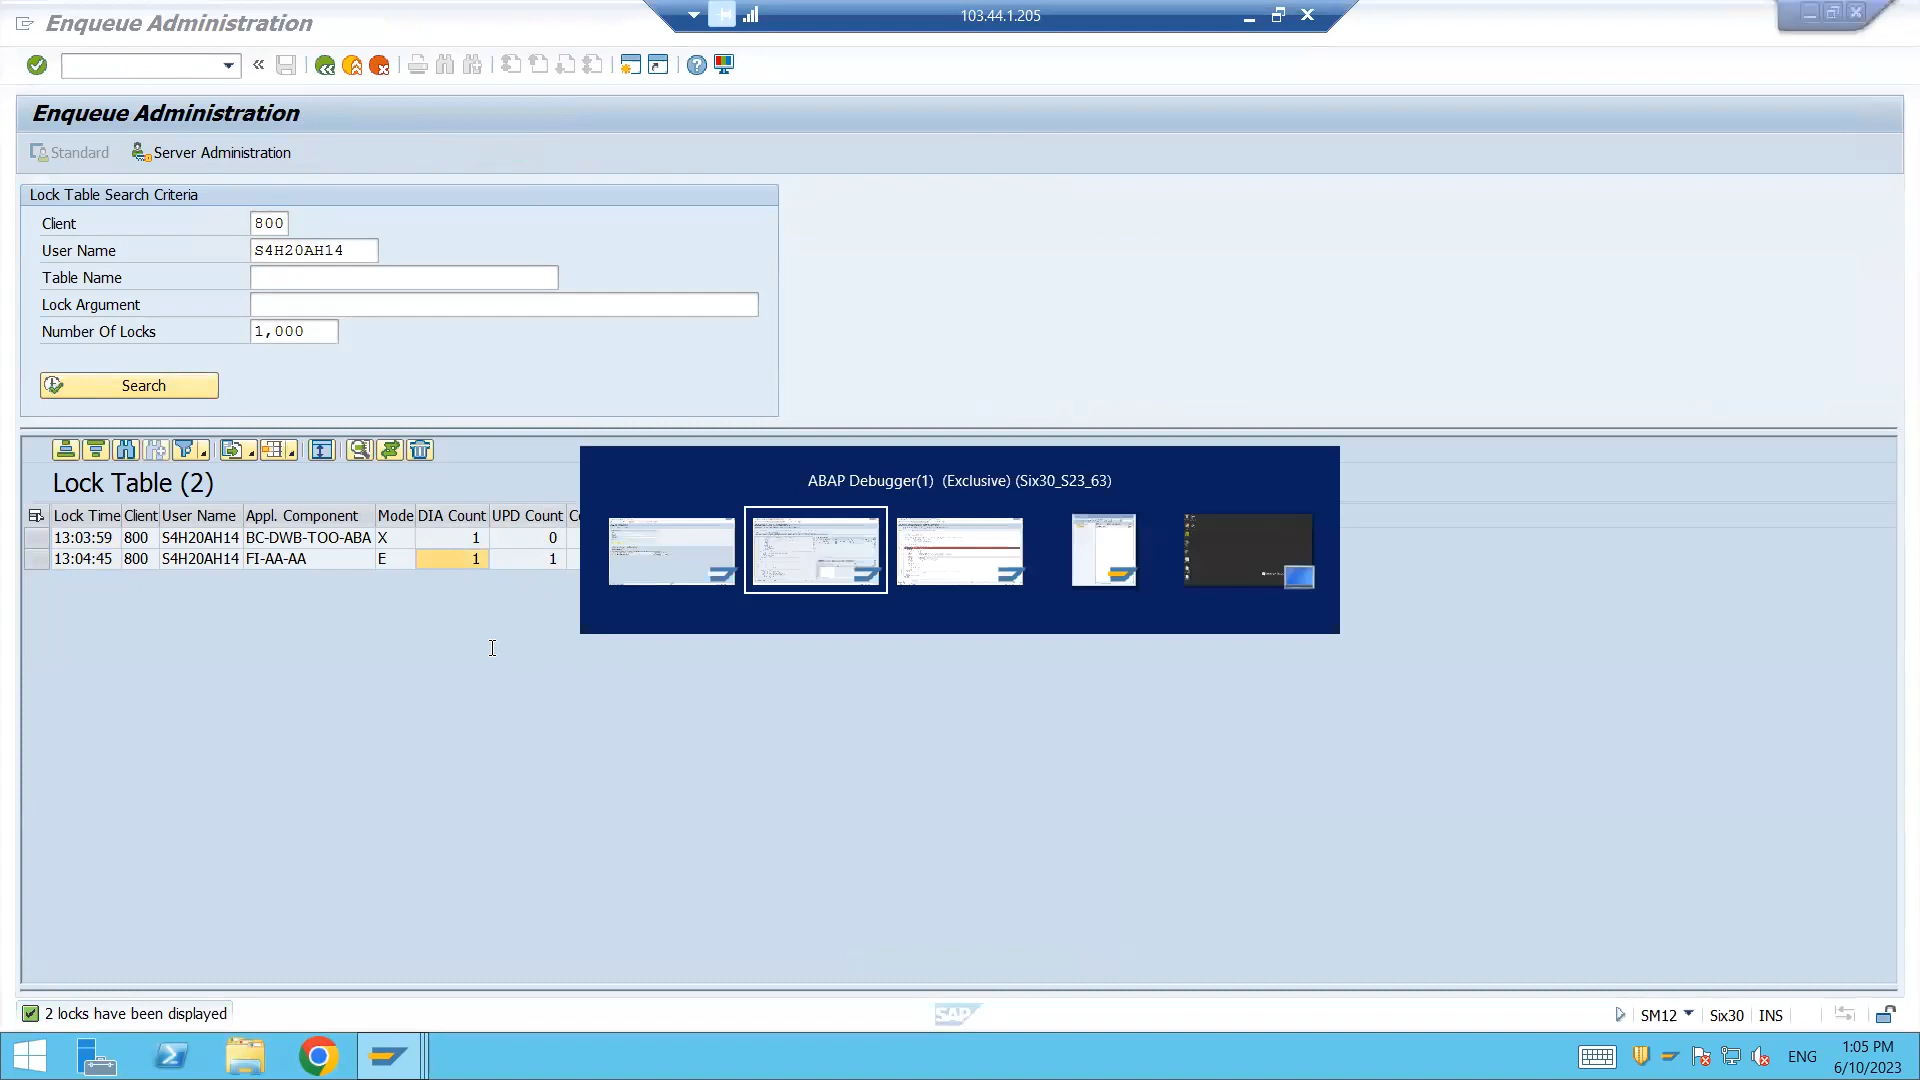 Enqueue Administration
103.44.1.205
Enqueue Administration
Standard Server Administration
Lock Table Search Criteria
Client 800
User Name S4H20AH14
Table Name
Lock Argument
Number Of Locks 1,000
Search
ABAP Debugger(1) (Exclusive) (Six30_S23_63)
Lock Table (2)
Lock Time Client User Name Appl. Component Mode DIA Count UPD Count
13:03:59 800 S4H20AH14 BC-DWB-TOO-ABA X 1 0
13:04:45 800 S4H20AH14 FI-AA-AA E 1 1
2 locks have been displayed
SAP
SM12 Six30 INS
ENG 1:05 PM
6/10/2023